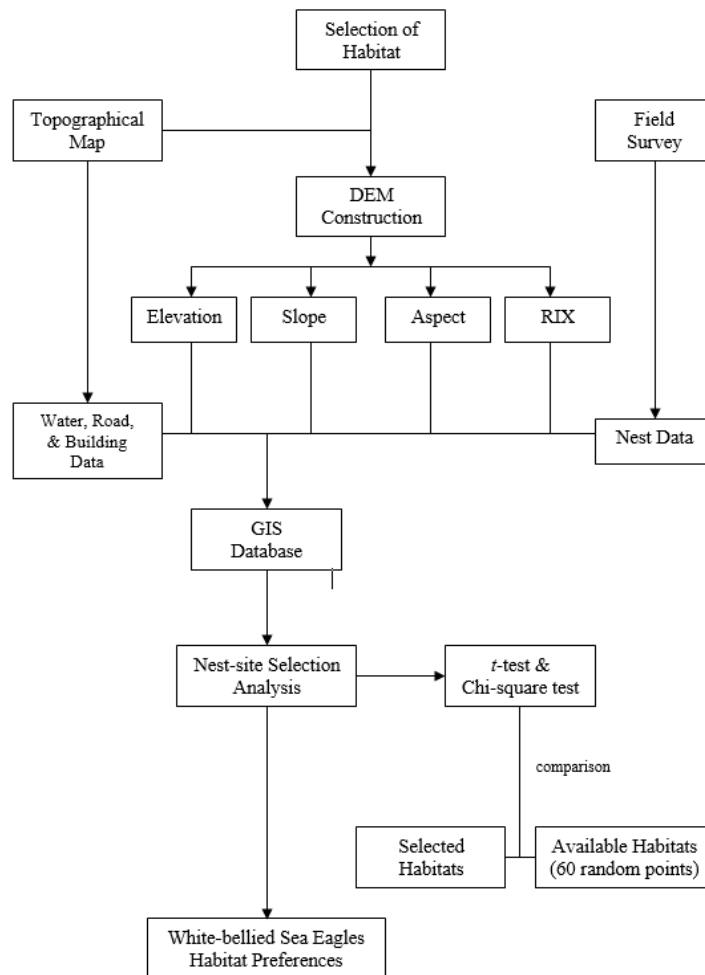 Selection of
Habitat
Topographical
Map
Field
Survey
DEM
Construction
Elevation
Slope
Aspect
RIX
Water, Road,
& Building
Data
Nest Data
GIS
Database
Nest-site Selection
Analysis
t-test &
Chi-square test
comparison
Selected
Habitats
Available Habitats
(60 random points)
White-bellied Sea Eagles
Habitat Preferences